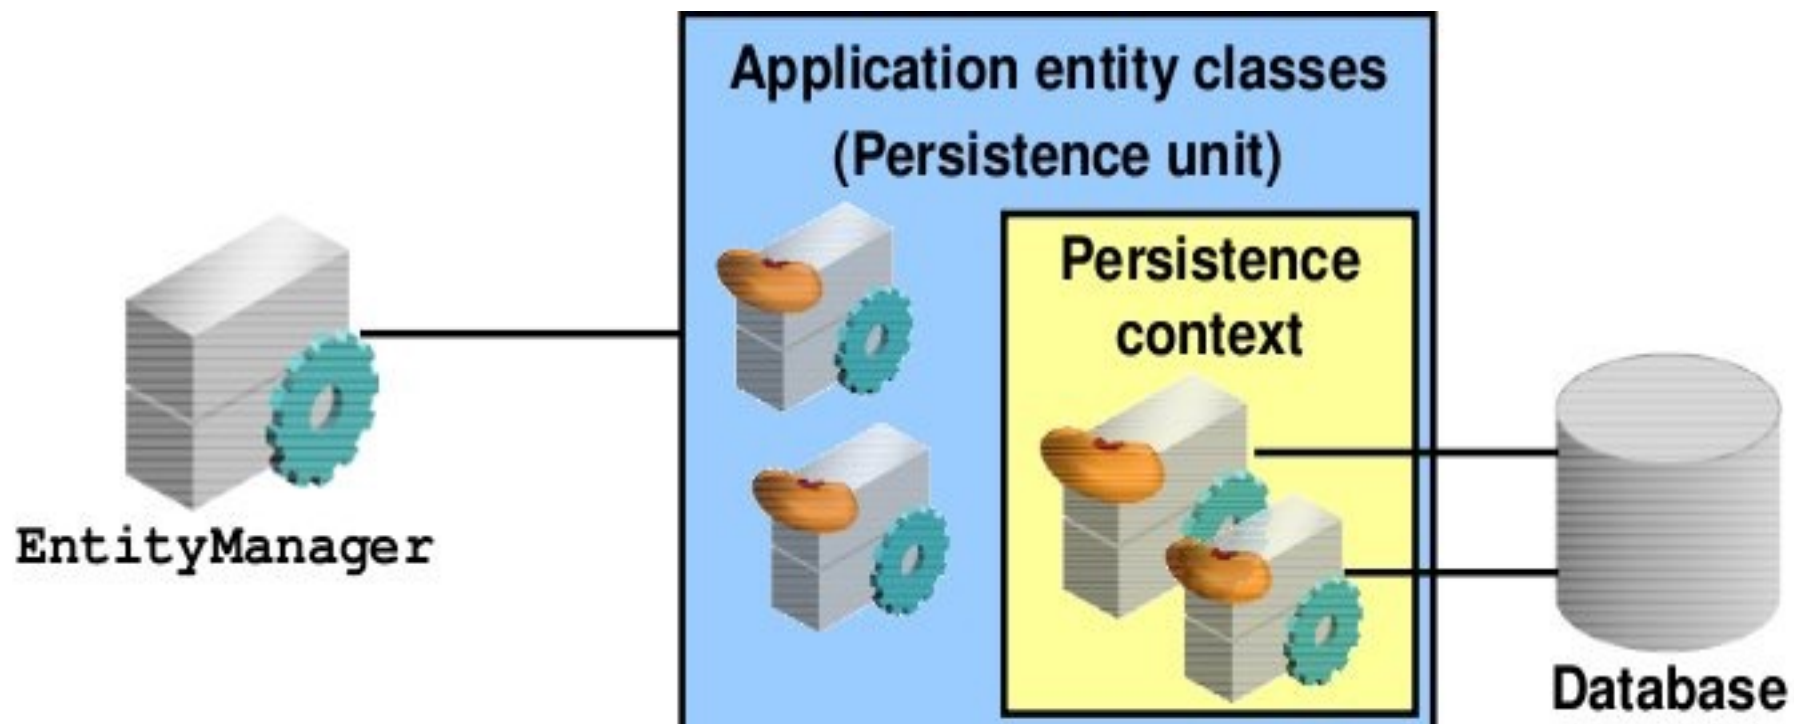 Application entity classes
(Persistence unit)
Persistence
context
EntityManager
Database